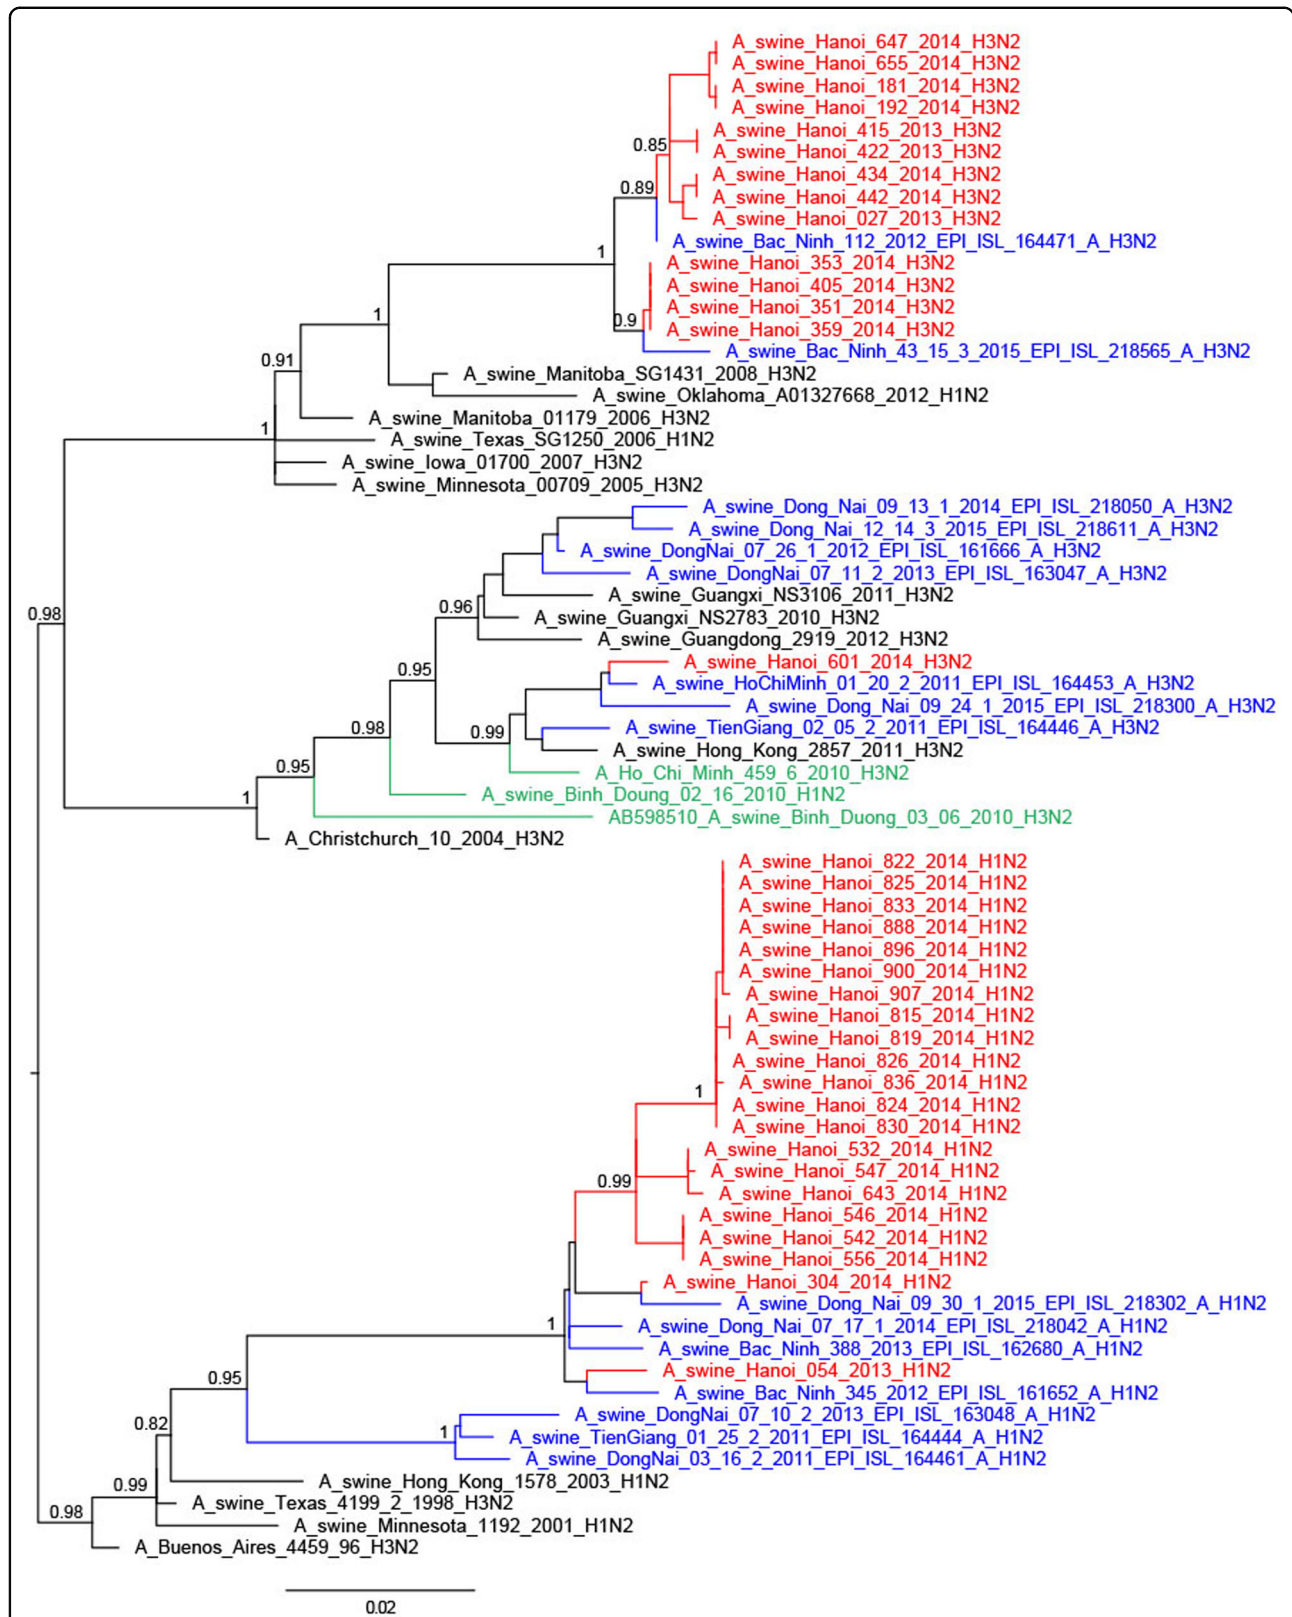 A_swine_Hanoi_647_2014_H3N2
A_swine_Hanoi_655_2014_H3N2
A_swine_Hanoi_181_2014_H3N2
A_swine_Hanoi_192_2014_H3N2
A_swine_Hanoi_415_2013_H3N2
0.85
A_swine_Hanoi_422_2013_H3N2
A_swine_Hanoi_434_2014_H3N2
0.89
A_swine_Hanoi_442_2014_H3N2
A_swine_Hanoi_027_2013_H3N2
A_swine_Bac_Ninh_112_2012_EPI_ISL_164471_A_H3N2
1
A_swine_Hanoi_353_2014_H3N2
A_swine_Hanoi_405_2014_H3N2
A_swine_Hanoi_351_2014_H3N2
1
0.9
A_swine_Hanoi_359_2014_H3N2
A_swine_Bac_Ninh_43_15_3_2015_EPI_ISL_218565_A_H3N2
0.91
A_swine_Manitoba_SG1431_2008_H3N2
A_swine_Oklahoma_A01327668_2012_H1N2
A_swine_Manitoba_01179_2006_H3N2
1
A_swine_Texas_SG1250_2006_H1N2
A_swine_Iowa_01700_2007_H3N2
A_swine_Minnesota_00709_2005_H3N2
A_swine_Dong_Nai_09_13_1_2014_EPI_ISL_218050_A_H3N2
A_swine_Dong_Nai_12_14_3_2015_EPI_ISL_218611_A_H3N2
A_swine_DongNai_07_26_1_2012_EPI_ISL_161666_A_H3N2
A_swine_DongNai_07_11_2_2013_EPI_ISL_163047_A_H3N2
A_swine_Guangxi_NS3106_2011_H3N2
0.98
0.96
A_swine_Guangxi_NS2783_2010_H3N2
A_swine_Guangdong_2919_2012_H3N2
0.95
A_swine_Hanoi_601_2014_H3N2
A_swine_HoChiMinh_01_20_2_2011_EPI_ISL_164453_A_H3N2
A_swine_Dong_Nai_09_24_1_2015_EPI_ISL_218300_A_H3N2
0.98
0.99
A_swine_TienGiang_02_05_2_2011_EPI_ISL_164446_A_H3N2
A_swine_Hong_Kong_2857_2011_H3N2
0.95
A_Ho_Chi_Minh_459_6_2010_H3N2
1
A_swine_Binh_Doung_02_16_2010_H1N2
AB598510_A_swine_Binh_Duong_03_06_2010_H3N2
A_Christchurch_10_2004_H3N2
A_swine_Hanoi_822_2014_H1N2
A_swine_Hanoi_825_2014_H1N2
A_swine_Hanoi_833_2014_H1N2
A_swine_Hanoi_888_2014_H1N2
A_swine_Hanoi_896_2014_H1N2
A_swine_Hanoi_900_2014_H1N2
A_swine_Hanoi_907_2014_H1N2
A_swine_Hanoi_815_2014_H1N2
A_swine_Hanoi_819_2014_H1N2
A_swine_Hanoi_826_2014_H1N2
A_swine_Hanoi_836_2014_H1N2
1
A_swine_Hanoi_824_2014_H1N2
A_swine_Hanoi_830_2014_H1N2
A_swine_Hanoi_532_2014_H1N2
A_swine_Hanoi_547_2014_H1N2
0.99
A_swine_Hanoi_643_2014_H1N2
A_swine_Hanoi_546_2014_H1N2
A_swine_Hanoi_542_2014_H1N2
A_swine_Hanoi_556_2014_H1N2
A_swine_Hanoi_304_2014_H1N2
A_swine_Dong_Nai_09_30_1_2015_EPI_ISL_218302_A_H1N2
1
A_swine_Dong_Nai_07_17_1_2014_EPI_ISL_218042_A_H1N2
A_swine_Bac_Ninh_388_2013_EPI_ISL_162680_A_H1N2
0.95
A_swine_Hanoi_054_2013_H1N2
A_swine_Bac_Ninh_345_2012_EPI_ISL_161652_A_H1N2
0.82
A_swine_DongNai_07_10_2_2013_EPI_ISL_163048_A_H1N2
1
A_swine_TienGiang_01_25_2_2011_EPI_ISL_164444_A_H1N2
A_swine_DongNai_03_16_2_2011_EPI_ISL_164461_A_H1N2
0.99
A_swine_Hong_Kong_1578_2003_H1N2
A_swine_Texas_4199_2_1998_H3N2
0.98
A_swine_Minnesota_1192_2001_H1N2
A_Buenos_Aires_4459_96_H3N2
0.02